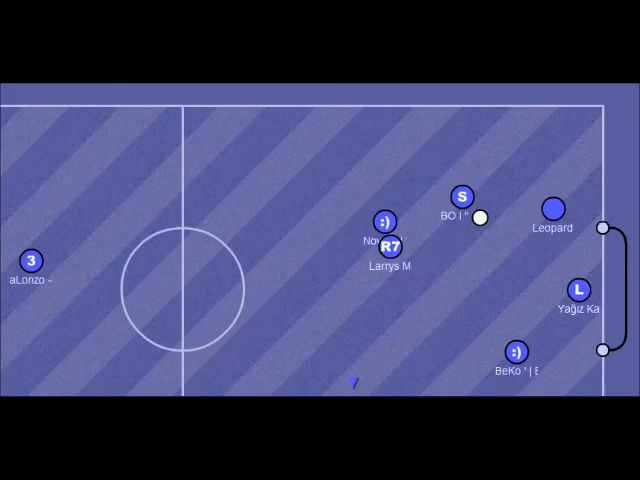 S
BO I "
:)
Leopard
R7
Larrys M
3
aLonzo -
L
Yağız Ka
:)
BeKo ' | E